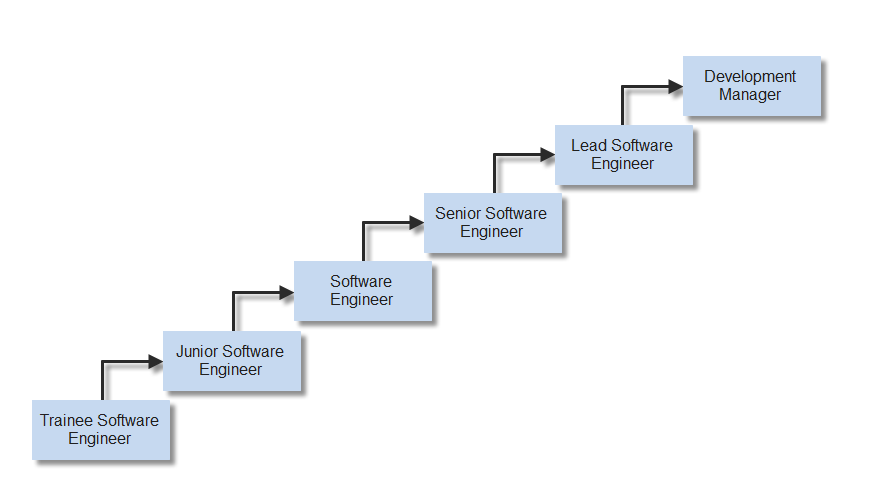 Development
Manager
Lead Software
Engineer
Senior Software
Engineer
Software
Engineer
Junior Software
Engineer
Trainee Software
Engineer